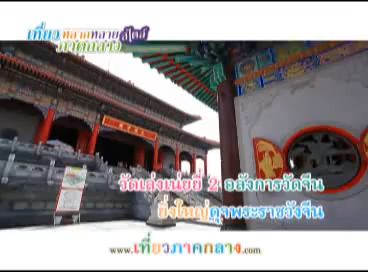 เที่ยวหลากหลายสไตล์
ภาคกลาง
วัดเล่งเน่ยยี่ 2 อลังการวัดจีน
ยิ่งใหญ่ดุจพระราชวังจีน
www.เที่ยวภาคกลาง.com